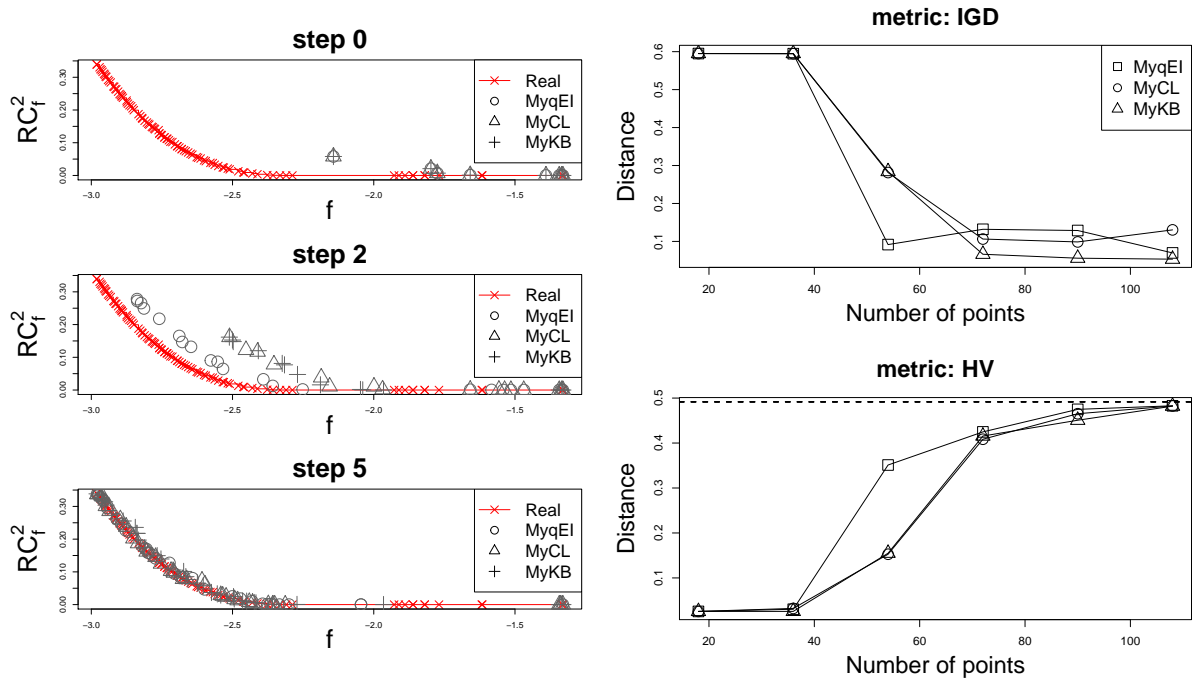 step 0
RC_f^2
0.00 0.10 0.20 0.30
−3.0 −2.5 −2.0 −1.5
f
Real
MyqEI
MyCL
MyKB
step 2
RC_f^2
0.00 0.10 0.20 0.30
−3.0 −2.5 −2.0 −1.5
f
Real
MyqEI
MyCL
MyKB
step 5
RC_f^2
0.00 0.10 0.20 0.30
−3.0 −2.5 −2.0 −1.5
f
Real
MyqEI
MyCL
MyKB
metric: IGD
Distance
0.1 0.2 0.3 0.4 0.5 0.6
20 40 60 80 100
Number of points
MyqEI
MyCL
MyKB
metric: HV
Distance
0.1 0.2 0.3 0.4 0.5
20 40 60 80 100
Number of points